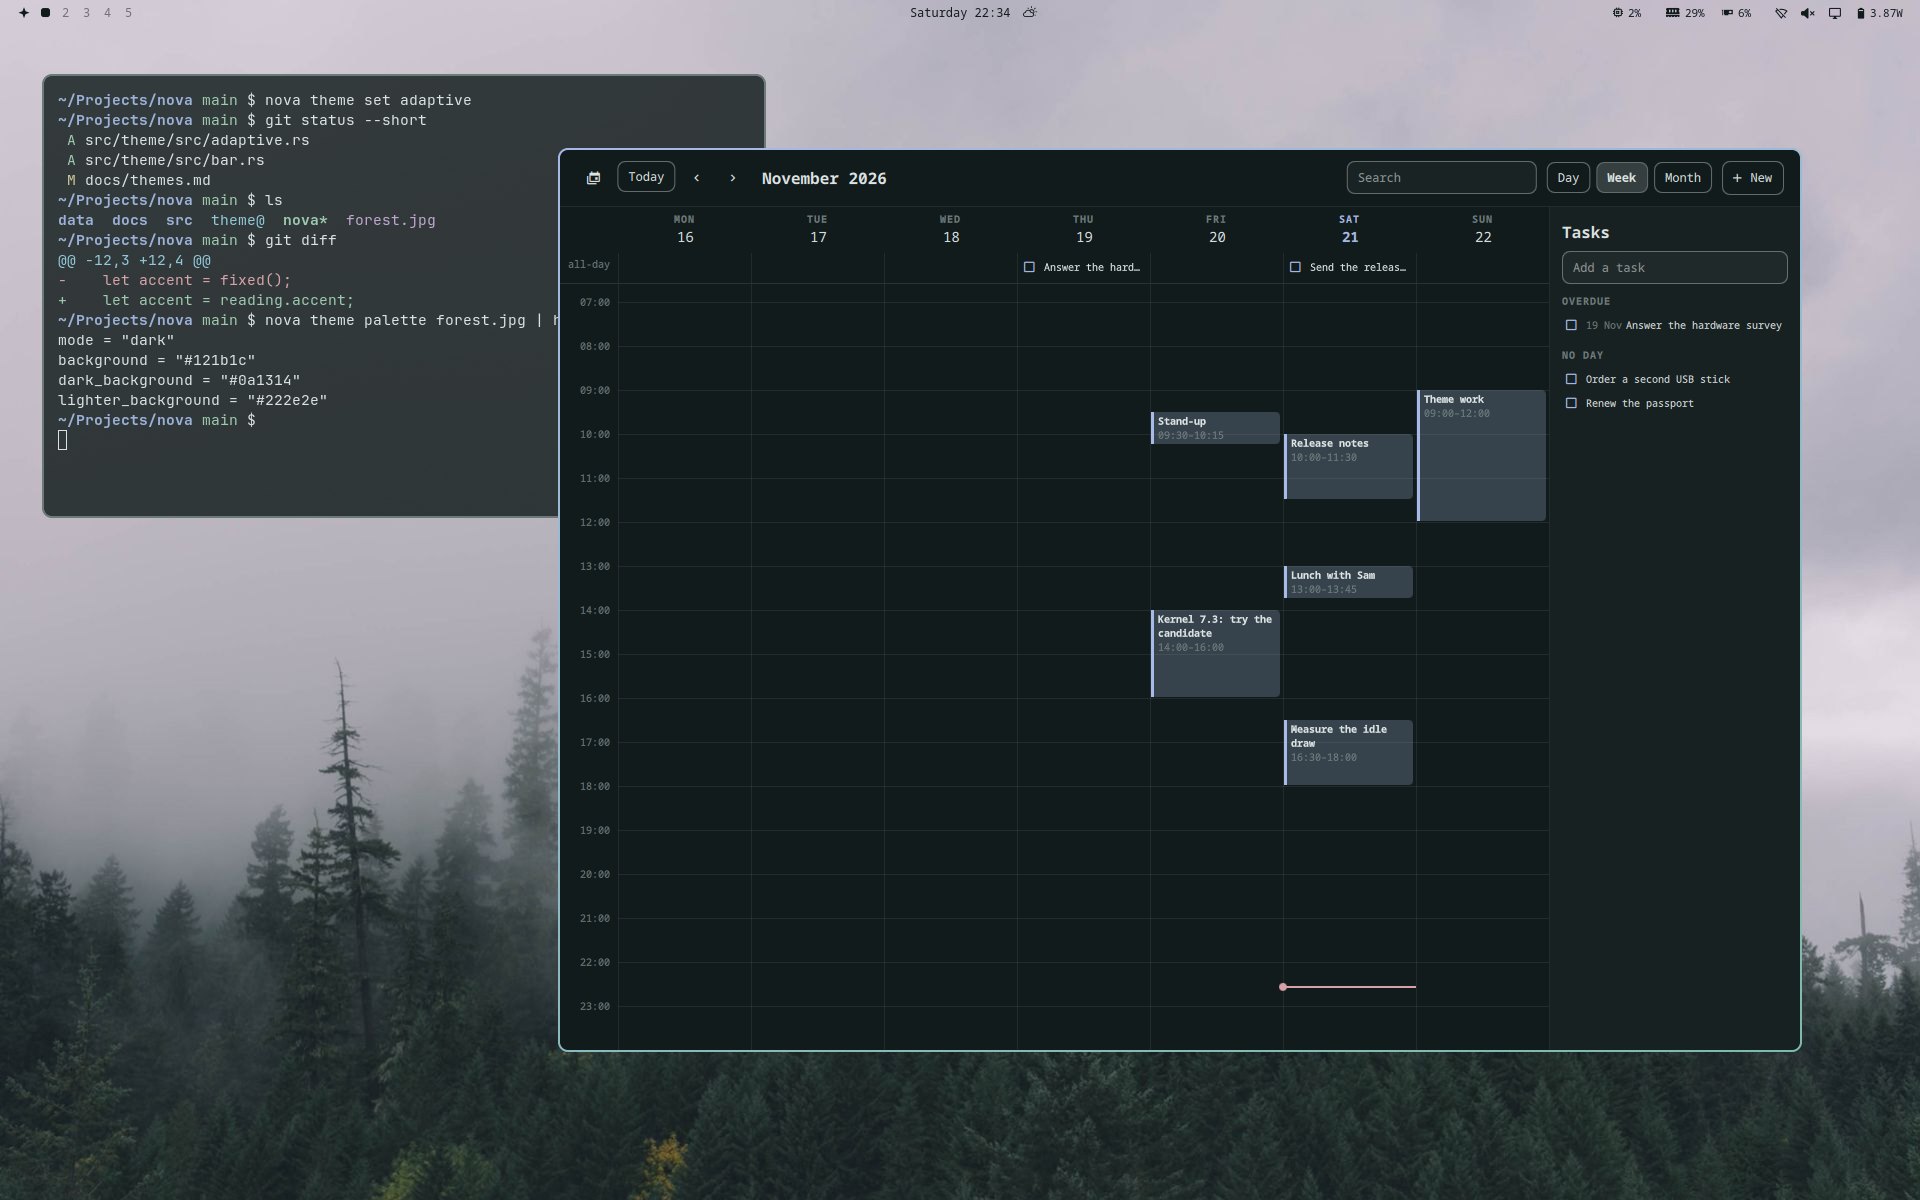 2 3 4 5
Saturday 22:34
2% 29% 6% 3.87W
~/Projects/nova main $ nova theme set adaptive
~/Projects/nova main $ git status --short
A src/theme/src/adaptive.rs
A src/theme/src/bar.rs
M docs/themes.md
~/Projects/nova main $ ls
data docs src theme@ nova* forest.jpg
~/Projects/nova main $ git diff
@@ -12,3 +12,4 @@
-    let accent = fixed();
+    let accent = reading.accent;
~/Projects/nova main $ nova theme palette forest.jpg |
mode = "dark"
background = "#121b1c"
dark_background = "#0a1314"
lighter_background = "#222e2e"
~/Projects/nova main $
Today ‹ › November 2026
Search
Day Week Month + New
MON TUE WED THU FRI SAT SUN
16 17 18 19 20 21 22
all-day
Answer the hard…
Send the releas…
07:00
08:00
09:00
10:00
11:00
12:00
13:00
14:00
15:00
16:00
17:00
18:00
19:00
20:00
21:00
22:00
23:00
Stand-up
09:30-10:15
Kernel 7.3: try the
candidate
14:00-16:00
Release notes
10:00-11:30
Lunch with Sam
13:00-13:45
Measure the idle
draw
16:30-18:00
Theme work
09:00-12:00
Tasks
Add a task
OVERDUE
19 Nov Answer the hardware survey
NO DAY
Order a second USB stick
Renew the passport